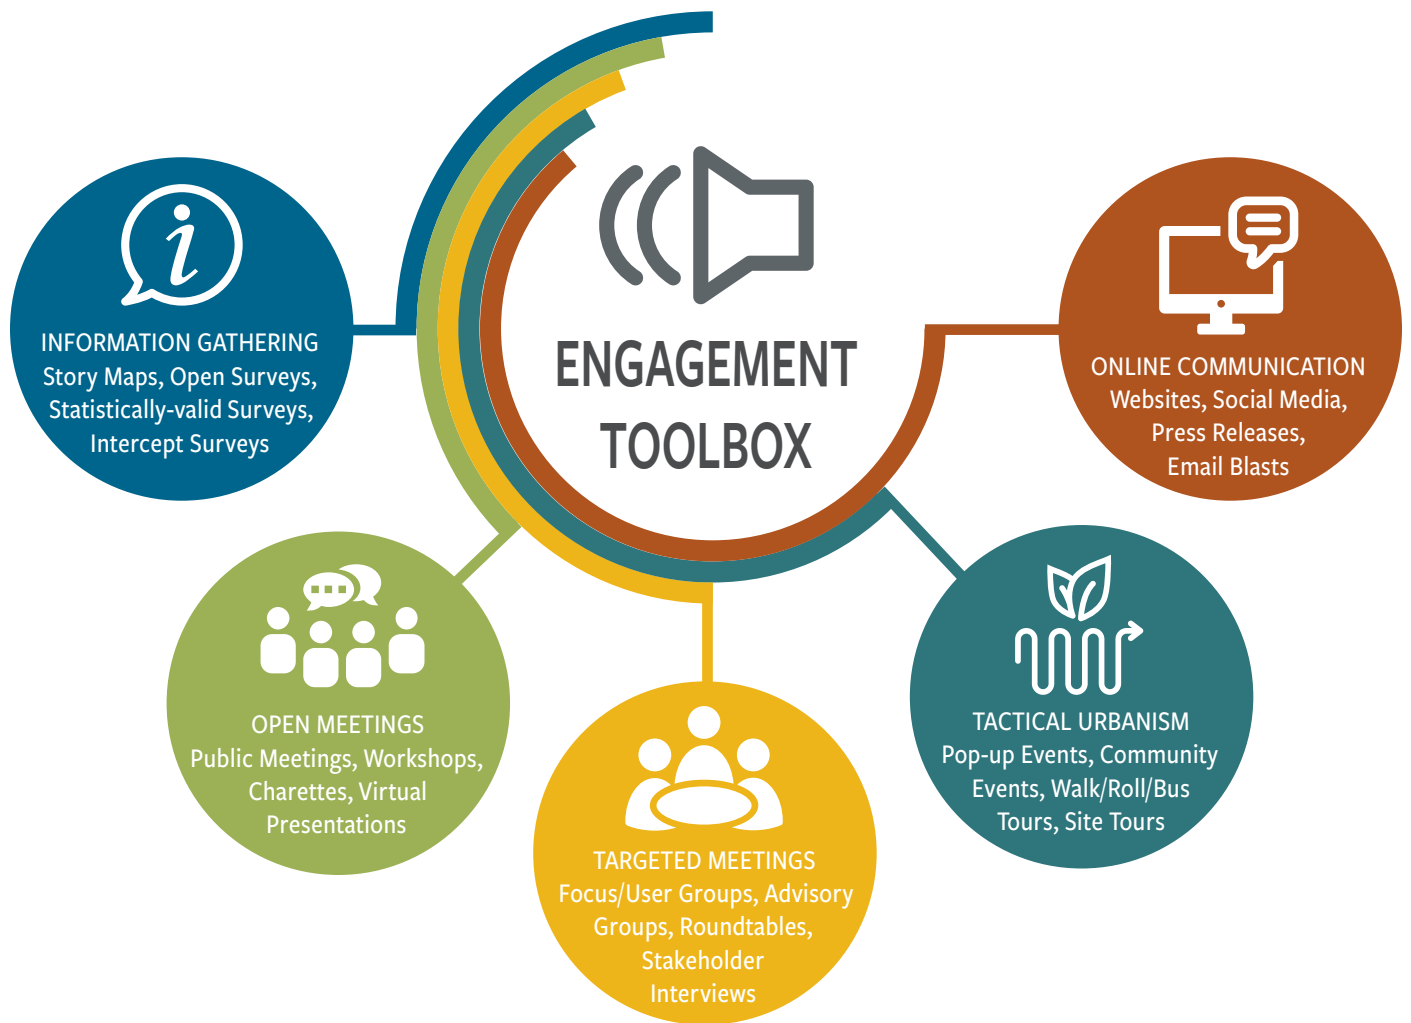 ENGAGEMENT
TOOLBOX
INFORMATION GATHERING
Story Maps, Open Surveys,
Statistically-valid Surveys,
Intercept Surveys
OPEN MEETINGS
Public Meetings, Workshops,
Charettes, Virtual
Presentations
TARGETED MEETINGS
Focus/User Groups, Advisory
Groups, Roundtables,
Stakeholder
Interviews
TACTICAL URBANISM
Pop-up Events, Community
Events, Walk/Roll/Bus
Tours, Site Tours
ONLINE COMMUNICATION
Websites, Social Media,
Press Releases,
Email Blasts